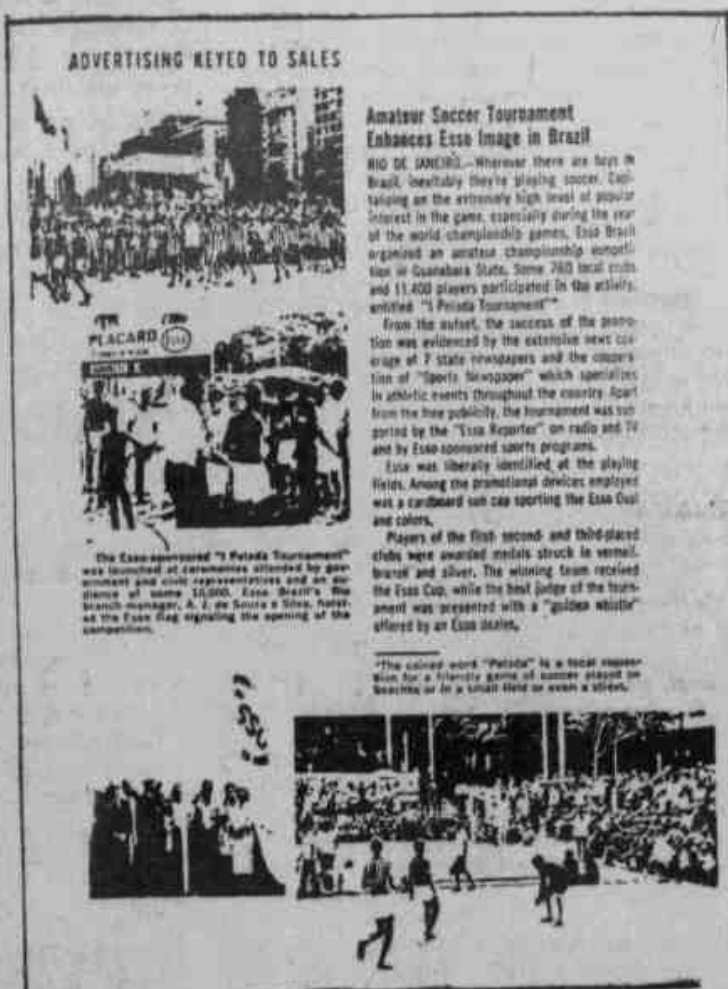 ADVERTISING KEYED TO SALES
Amateur Soccer Tournament
Enhances Esso Image in Brazil
RIO DE JANEIRO.—Wherever there are boys in
Brazil, inevitably they're playing soccer. Capi-
talizing on the extremely high level of popular
interest in the game, especially during the year
of the world championship games, Esso Brazil
organized an amateur championship competi-
tion in Guanabara State. Some 760 local clubs
and 11,400 players participated in the activity,
entitled "I Pelada Tournament"*
From the outset, the success of the promo-
tion was evidenced by the extensive news cov-
erage of 7 state newspapers and the coopera-
tion of "Sports Newspaper" which specializes
in athletic events throughout the country. Apart
from the free publicity, the tournament was sup-
ported by the "Esso Reporter" on radio and TV
and by Esso-sponsored sports programs.
Esso was liberally identified at the playing
fields. Among the promotional devices employed
was a cardboard sun cap sporting the Esso Oval
and colors.
Players of the first- second- and third-placed
clubs were awarded medals struck in vermeil,
bronze and silver. The winning team received
the Esso Cup, while the best judge of the tourn-
ament was presented with a "golden whistle"
offered by an Esso dealer.
*The coined word "Pelada" is a local expres-
sion for a friendly game of soccer played on
beaches or in a small field or even a street.
PLACARD
Esso
The Esso-sponsored "I Pelada Tournament"
was launched at ceremonies attended by gov-
ernment and civic representatives and an au-
dience of some 10,000. Esso Brazil's Rio
branch manager, A. J. de Souza e Silva, hoist-
ed the Esso flag signaling the opening of the
competition.